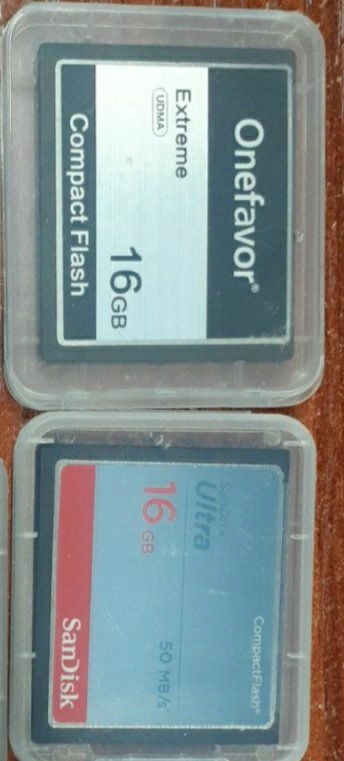 Onefavor®
Extreme
UDMA
16GB
Compact Flash
CompactFlash®
SanDisk
Ultra
50 MB/s
16 GB
SanDisk